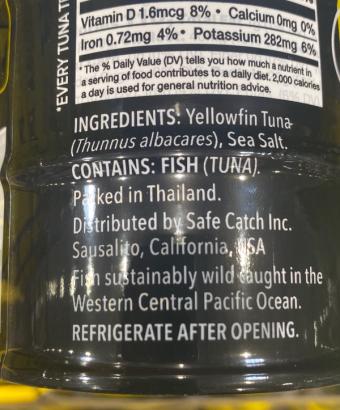 *EVERY TUNA T
Vitamin D 1.6mcg 8% • Calcium 0mg 0%
Iron 0.72mg 4% • Potassium 282mg 6%
*The % Daily Value (DV) tells you how much a nutrient in
a serving of food contributes to a daily diet. 2,000 calories
a day is used for general nutrition advice.
INGREDIENTS: Yellowfin Tuna
(Thunnus albacares), Sea Salt.
CONTAINS: FISH (TUNA).
Packed in Thailand.
Distributed by Safe Catch Inc.
Sausalito, California, USA
Fish sustainably wild caught in the
Western Central Pacific Ocean.
REFRIGERATE AFTER OPENING.